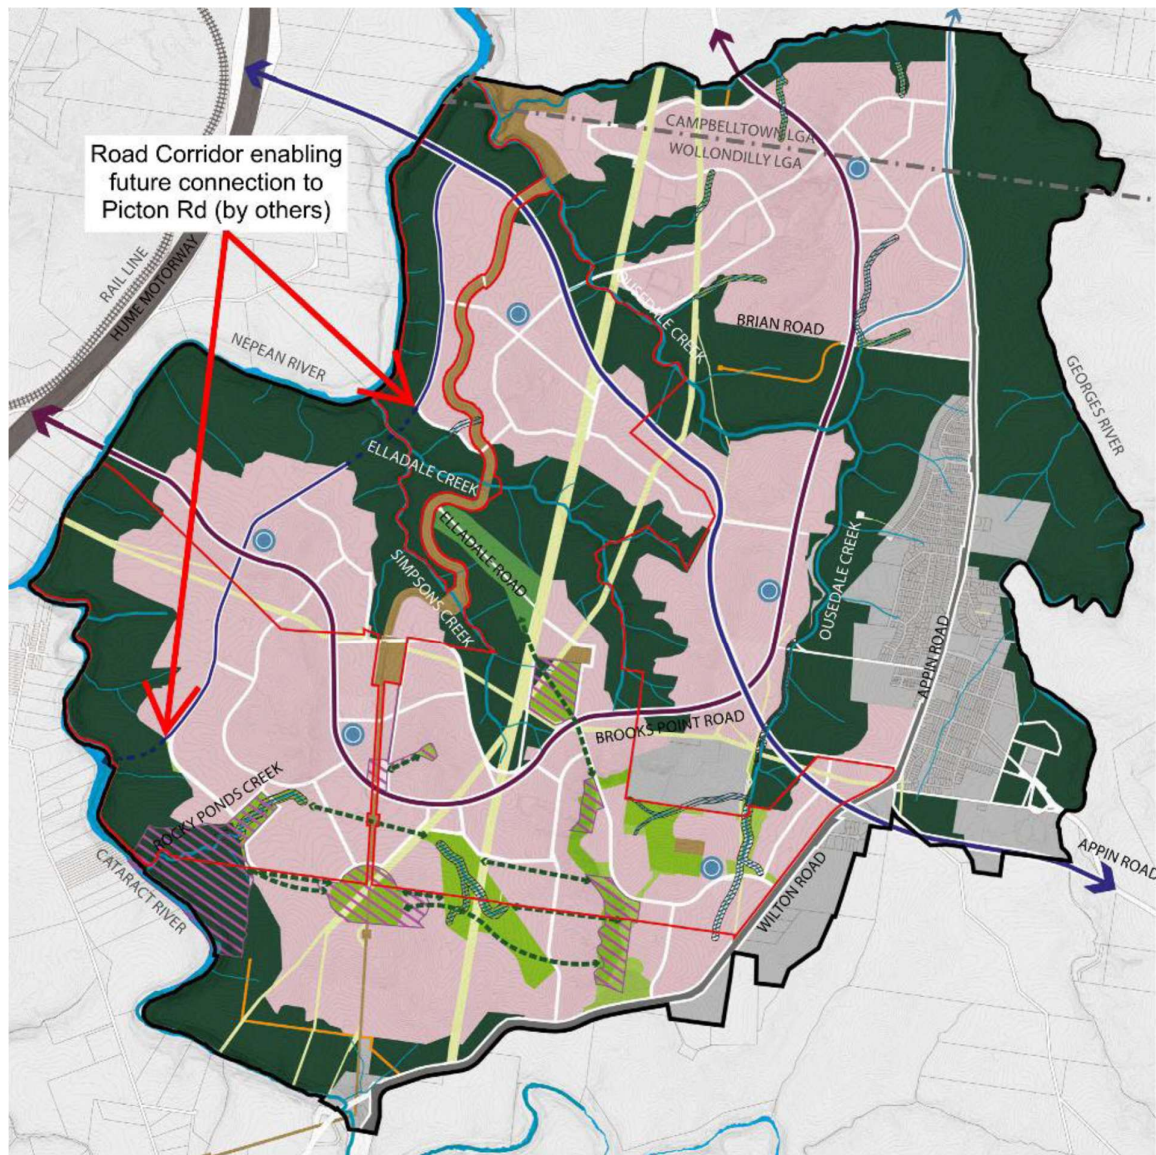 CAMPBELLTOWN LGA
WOLLONDILLY LGA
Road Corridor enabling
future connection to
Picton Rd (by others)
RAIL LINE
HUME MOTORWAY
NEPEAN RIVER
OUSEDALE CREEK
BRIAN ROAD
GEORGES RIVER
ELLADALE CREEK
ELLADALE ROAD
SIMPSONS CREEK
OUSEDALE CREEK
APPIN ROAD
BROOKS POINT ROAD
ROCKY PONDS CREEK
CATARACT RIVER
WILTON ROAD
APPIN ROAD